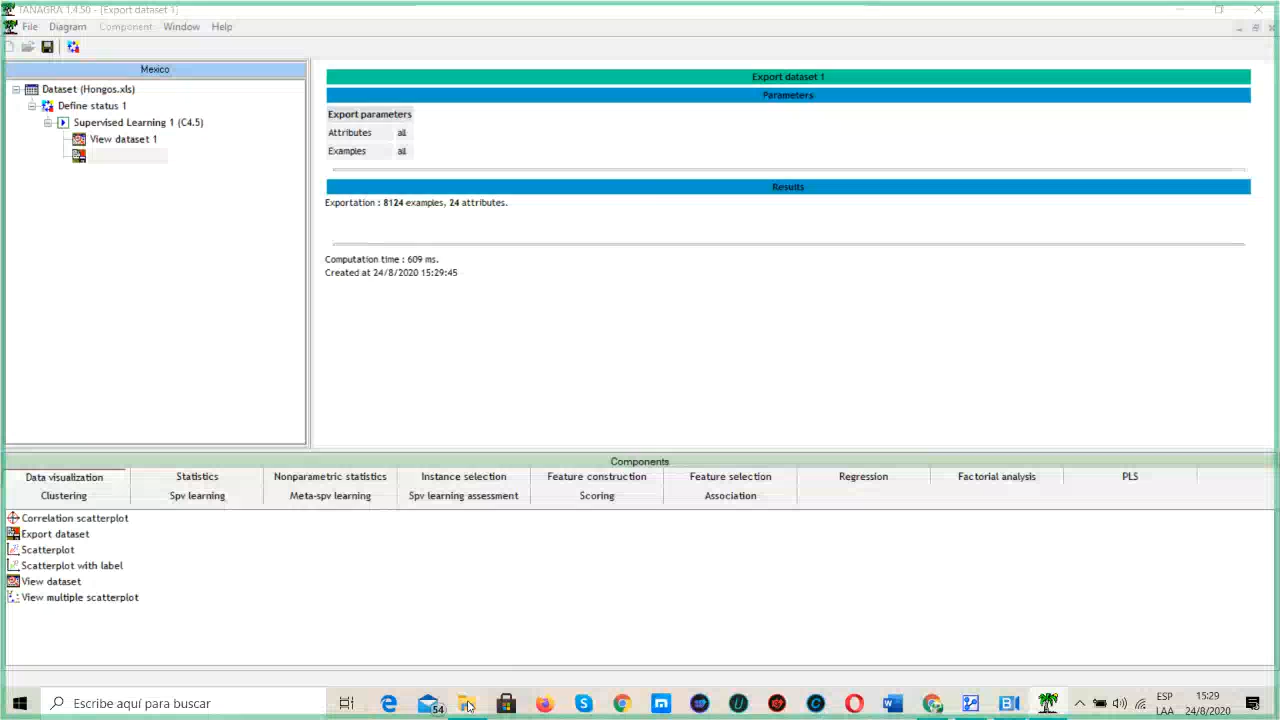 TANAGRA 1.4.50 - [Export dataset 1]
File Diagram Component Window Help
Mexico
Dataset (Hongos.xls)
Define status 1
Supervised Learning 1 (C4.5)
View dataset 1
Export dataset 1
Parameters
Export parameters
Attributes all
Examples all
Results
Exportation : 8124 examples, 24 attributes.
Computation time : 609 ms.
Created at 24/8/2020 15:29:45
Components
Data visualization Statistics Nonparametric statistics Instance selection Feature construction Feature selection Regression Factorial analysis PLS
Clustering Spv learning Meta-spv learning Spv learning assessment Scoring Association
Correlation scatterplot
Export dataset
Scatterplot
Scatterplot with label
View dataset
View multiple scatterplot
Escribe aquí para buscar
54
ESP 15:29
LAA 24/8/2020